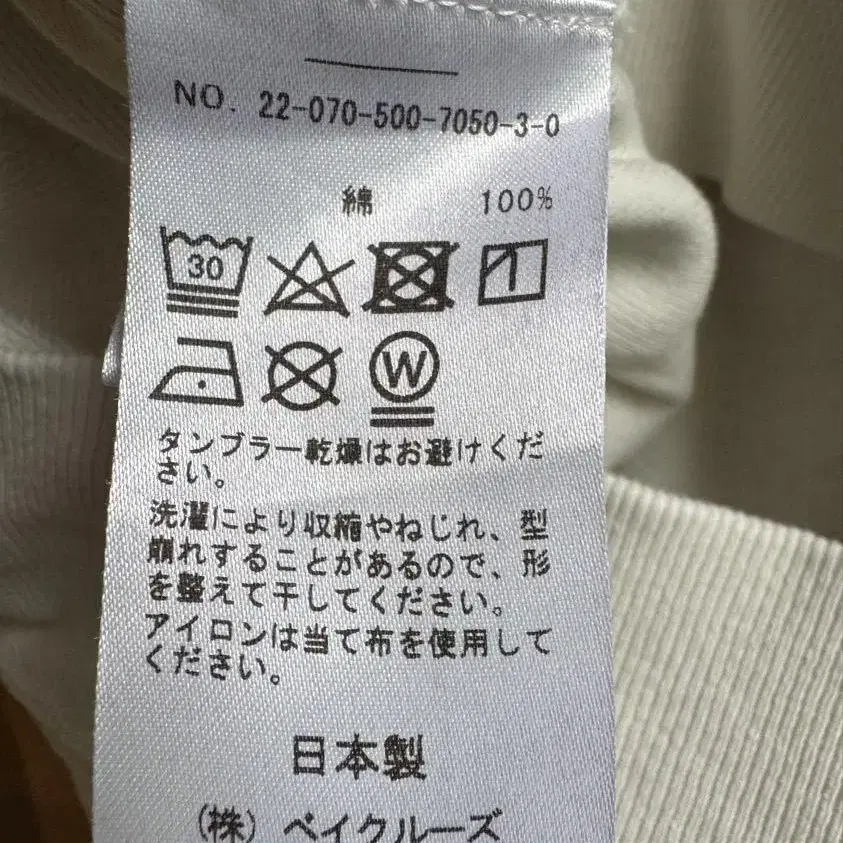 NO. 22-070-500-7050-3-0
綿 100%
30
W
タンブラー乾燥はお避けくだ
さい。
洗濯により収縮やねじれ、型
崩れすることがあるので、形
を整えて干してください。
アイロンは当て布を使用して
ください。
日本製
(株) ベイクルーズ